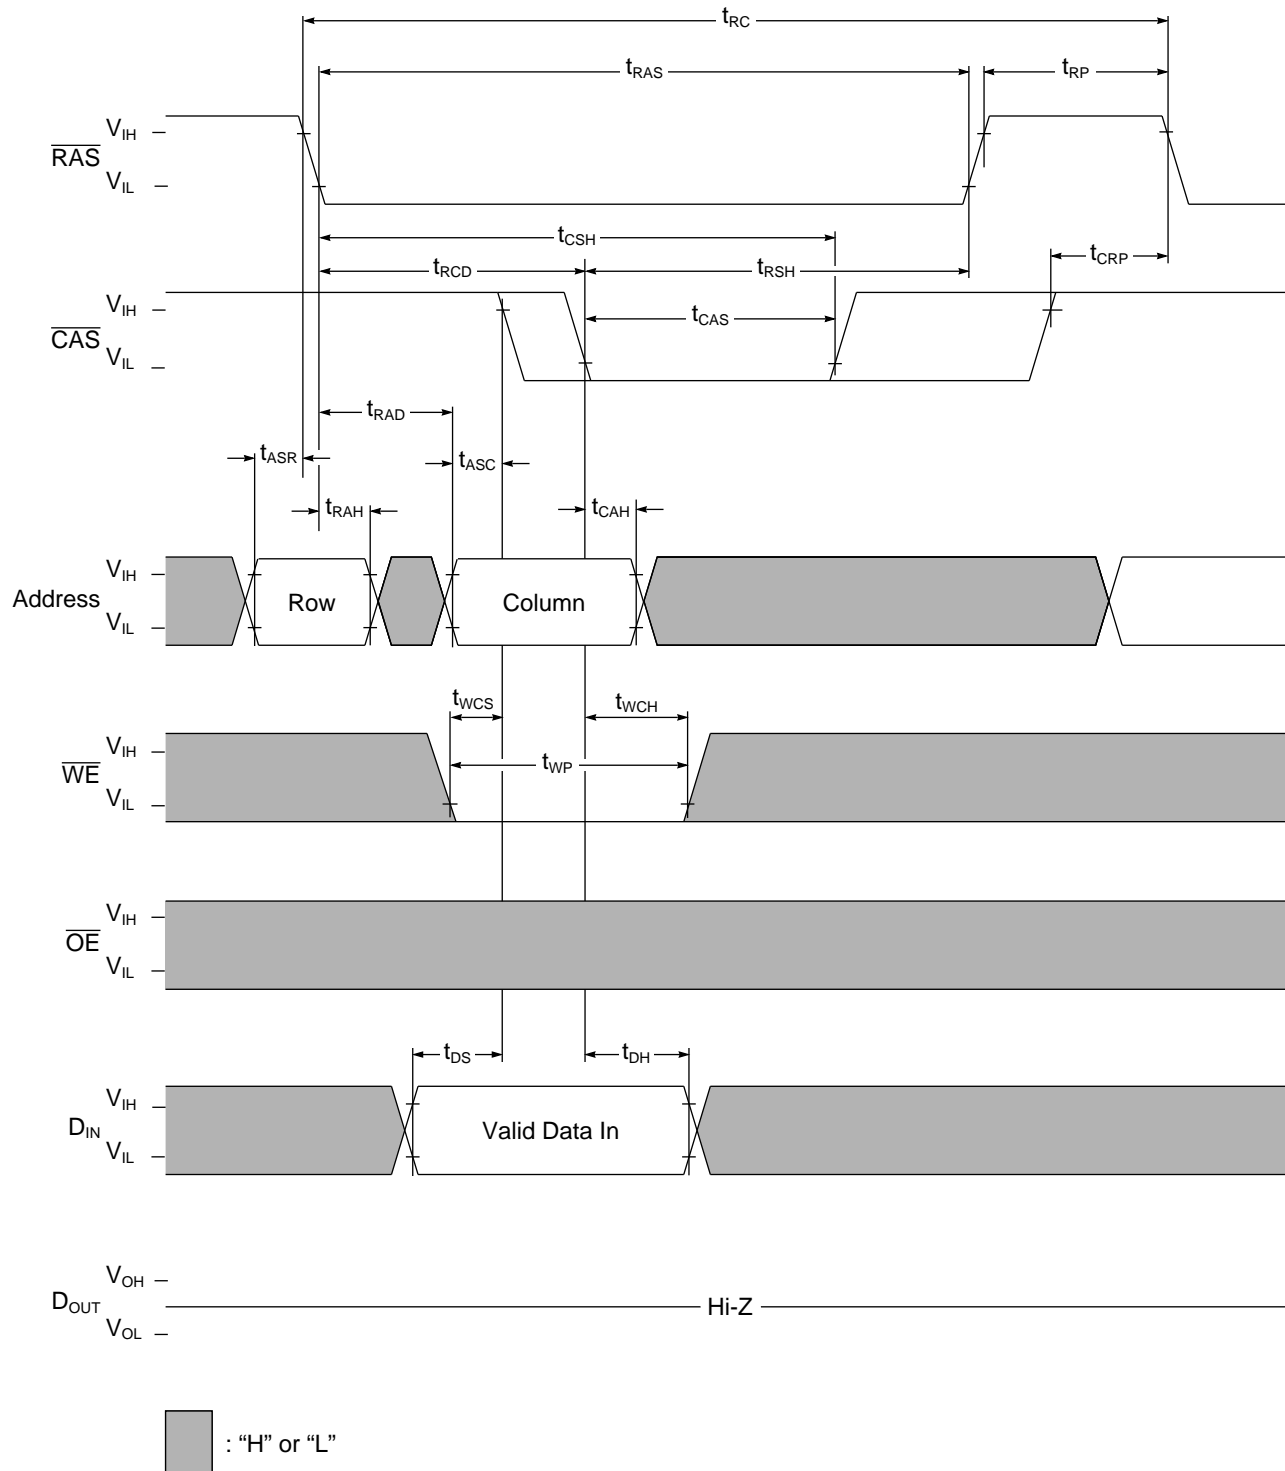 tRC
tRAS
tRP
VIH
RAS
VIL
tCSH
tRCD
tRSH
tCRP
VIH
CAS
VIL
tCAS
tRAD
tASR
tASC
tRAH
tCAH
VIH
Address
VIL
Row
Column
tWCS
tWCH
VIH
WE
VIL
tWP
VIH
OE
VIL
tDS
tDH
VIH
DIN
VIL
Valid Data In
VOH
DOUT
VOL
Hi-Z
: “H” or “L”